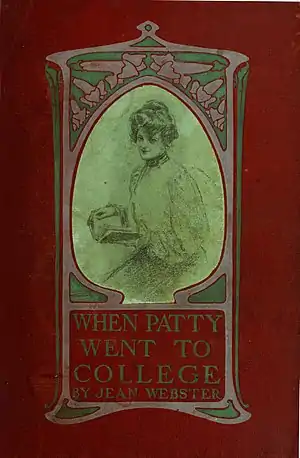 WHEN PATTY
WENT TO
COLLEGE
BY JEAN WEBSTER